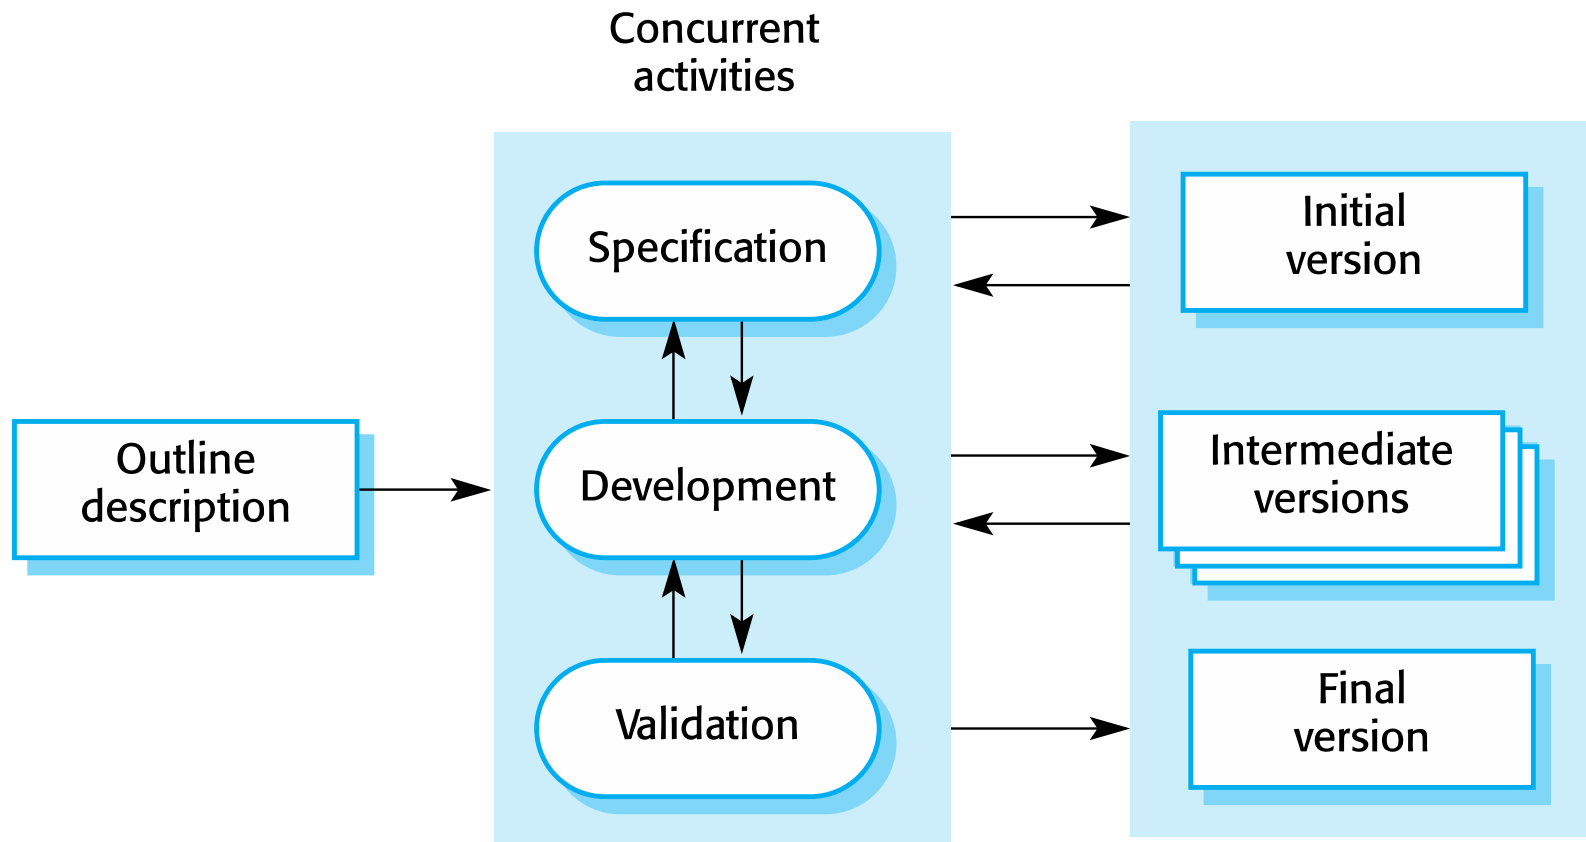 Concurrent
activities
Outline
description
Specification
Development
Validation
Initial
version
Intermediate
versions
Final
version